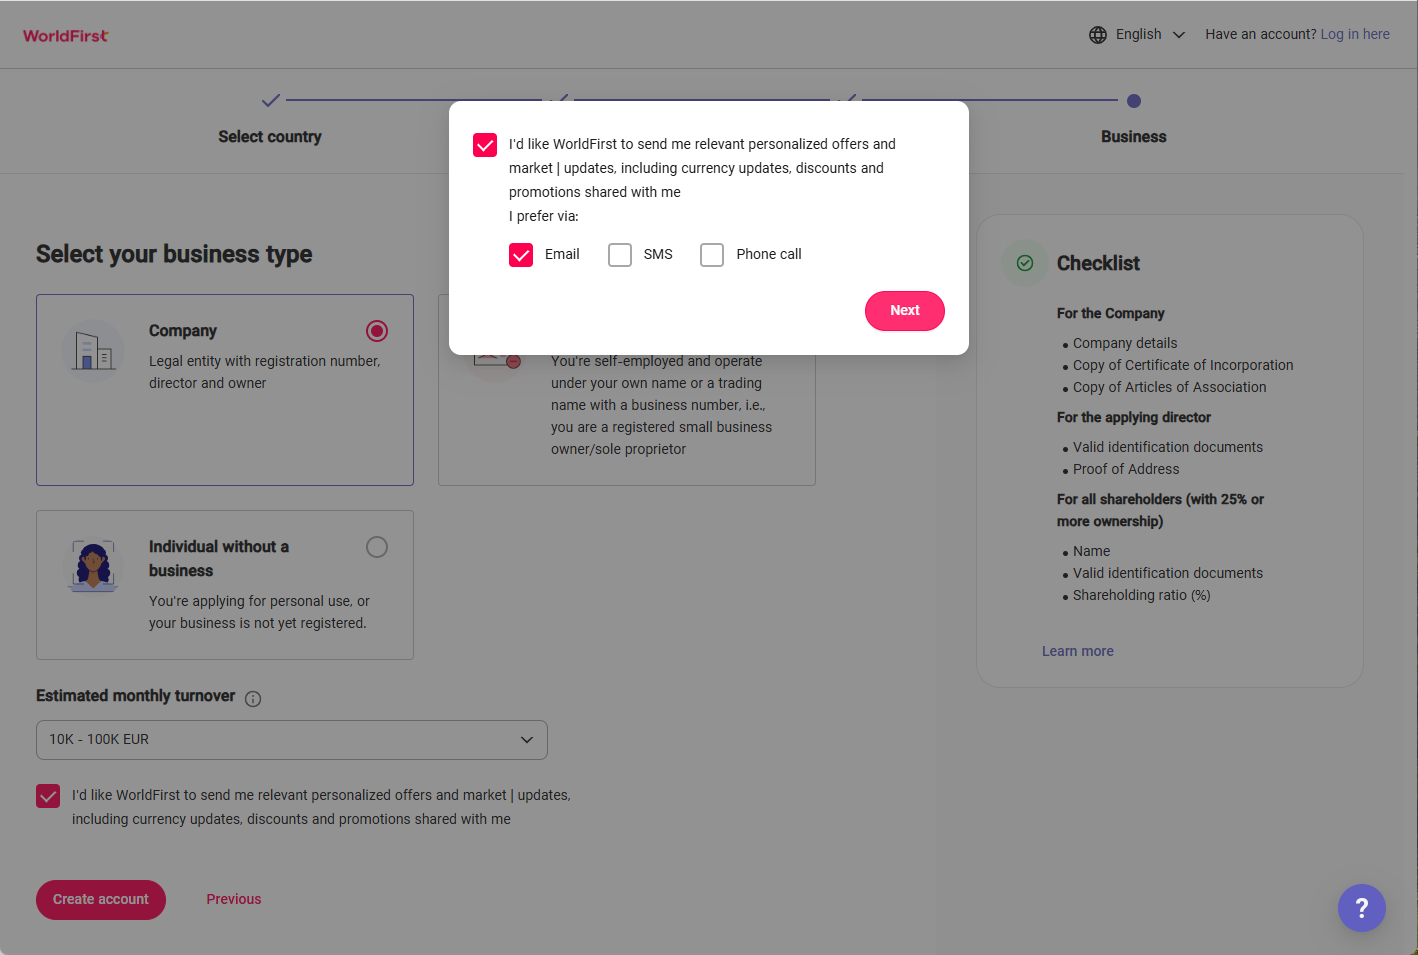 WorldFirst
English
Have an account? Log in here
Select country
Business
I'd like WorldFirst to send me relevant personalized offers and
market | updates, including currency updates, discounts and
promotions shared with me
I prefer via:
Email
SMS
Phone call
Next
Select your business type
Company
Legal entity with registration number,
director and owner
You're self-employed and operate
under your own name or a trading
name with a business number, i.e.,
you are a registered small business
owner/sole proprietor
Individual without a
business
You're applying for personal use, or
your business is not yet registered.
Estimated monthly turnover
10K - 100K EUR
I'd like WorldFirst to send me relevant personalized offers and market | updates,
including currency updates, discounts and promotions shared with me
Create account
Previous
Checklist
For the Company
Company details
Copy of Certificate of Incorporation
Copy of Articles of Association
For the applying director
Valid identification documents
Proof of Address
For all shareholders (with 25% or
more ownership)
Name
Valid identification documents
Shareholding ratio (%)
Learn more
?